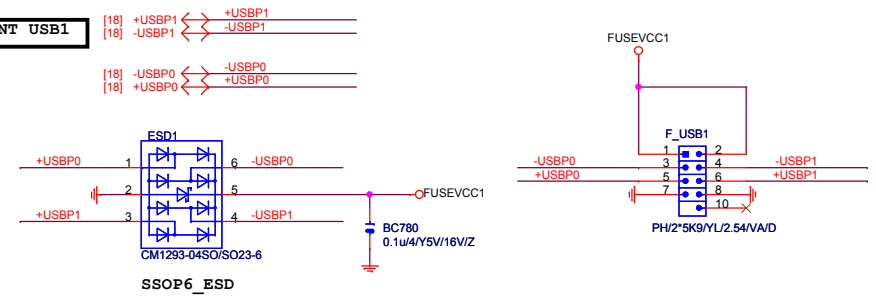 NT USB1
[18] +USBP1 +USBP1
[18] -USBP1 -USBP1
[18] -USBP0 -USBP0
[18] +USBP0 +USBP0
FUSEVCC1
ESD1
+USBP0 1 6 -USBP0
2 5 FUSEVCC1
+USBP1 3 4 -USBP1
CM1293-04SO/SO23-6
SSOP6_ESD
BC780
0.1u/4/Y5V/16V/Z
F_USB1
1 2
-USBP0 3 4 -USBP1
+USBP0 5 6 +USBP1
7 8
10
PH/2*5K9/YL/2.54/VA/D